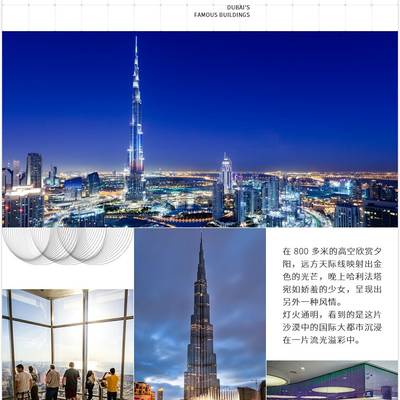 DUBAI'S
FAMOUS BUILDINGS
在 800 多米的高空欣赏夕
阳，远方天际线映射出金
色的光芒，晚上哈利法塔
宛如娇羞的少女，呈现出
另外一种风情。
灯火通明，看到的是这片
沙漠中的国际大都市沉浸
在一片流光溢彩中。